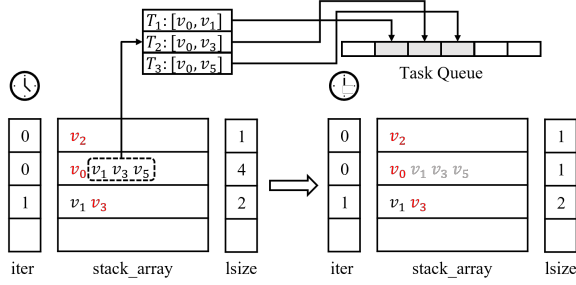 T₁: [v₀, v₁]
T₂: [v₀, v₃]
T₃: [v₀, v₅]
Task Queue
0 v₂ 1
0 v₀ v₁ v₃ v₅ 4
1 v₁ v₃ 2
iter stack_array lsize
0 v₂ 1
0 v₀ v₁ v₃ v₅ 1
1 v₁ v₃ 2
iter stack_array lsize